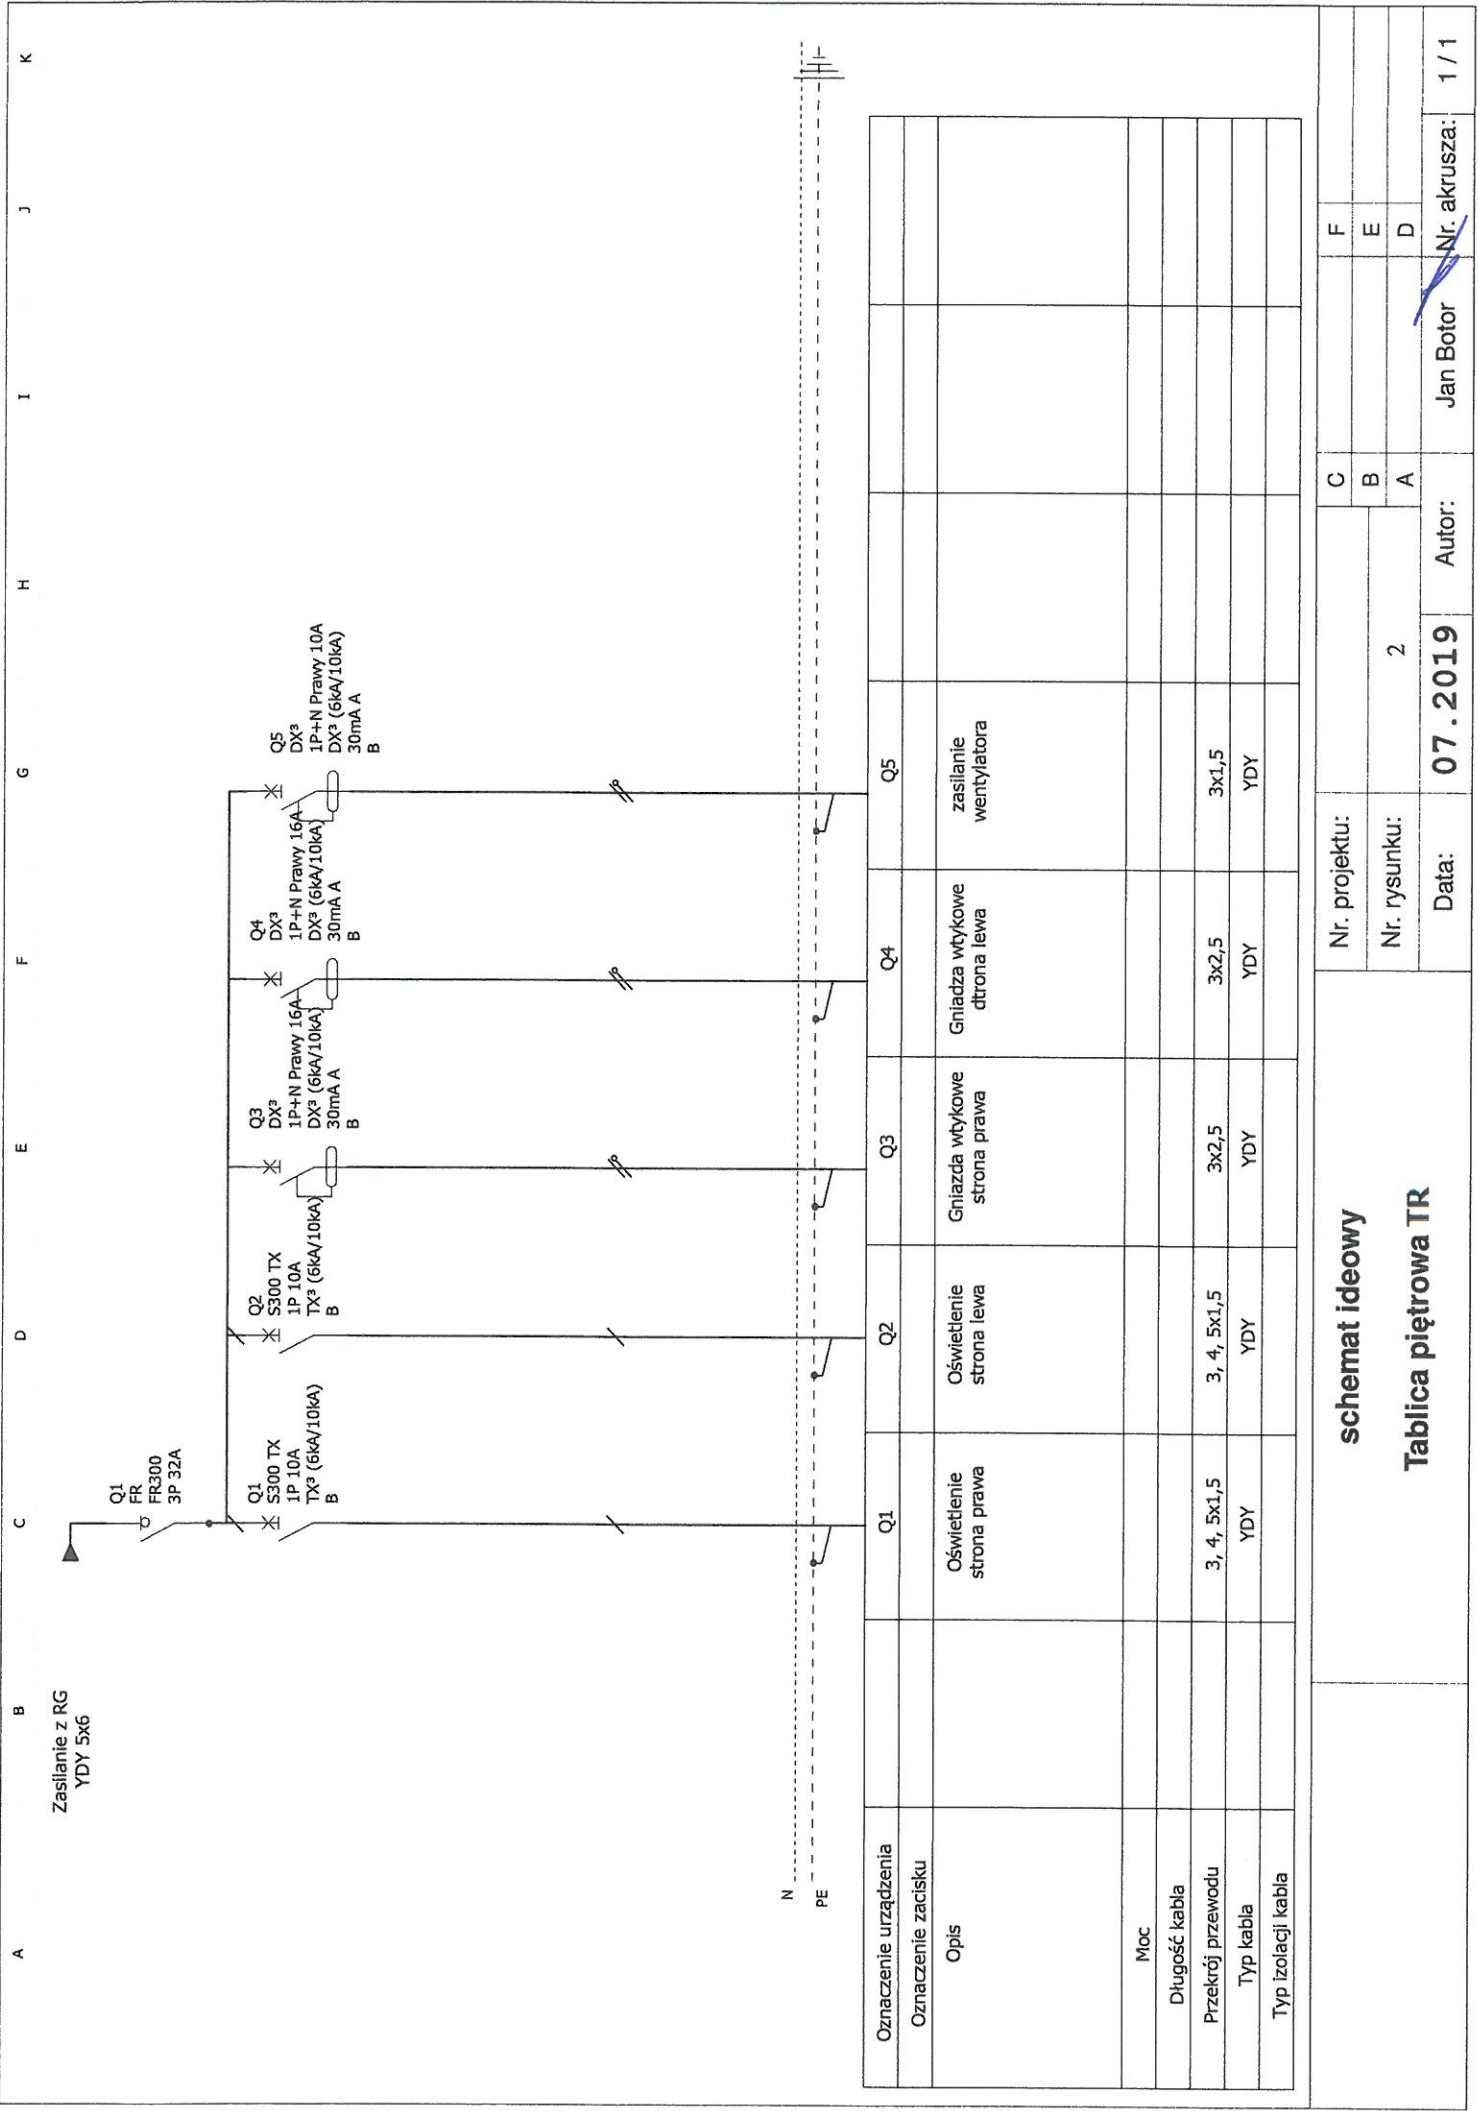 A B C D E F G H I J K
Zasilanie z RG
YDY 5x6
Q1
FR
FR300
3P 32A
Q1
S300 TX
1P 10A
TX³ (6kA/10kA)
B
Q2
S300 TX
1P 10A
TX³ (6kA/10kA)
B
Q3
DX³
1P+N Prawy 16A
DX³ (6kA/10kA)
30mA A
B
Q4
DX³
1P+N Prawy 16A
DX³ (6kA/10kA)
30mA A
B
Q5
DX³
1P+N Prawy 10A
DX³ (6kA/10kA)
30mA A
B
N
PE
Oznaczenie urządzenia Q1 Q2 Q3 Q4 Q5
Oznaczenie zacisku
Opis
Oświetlenie
strona prawa
Oświetlenie
strona lewa
Gniazda wtykowe
strona prawa
Gniadza wtykowe
dtrona lewa
zasilanie
wentylatora
Moc
Długość kabla
Przekrój przewodu 3, 4, 5x1,5 3, 4, 5x1,5 3x2,5 3x2,5 3x1,5
Typ kabla YDY YDY YDY YDY YDY
Typ izolacji kabla
schemat ideowy
Tablica piętrowa TR
Nr. projektu:
Nr. rysunku: 2
C F
B E
A D
Data: 07.2019 Autor: Jan Botor Nr. akrusza: 1 / 1